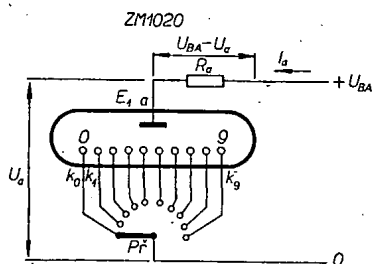 ZM1020
U_BA-U_a
R_a
I_a
+U_BA
E_1 a
0 9
U_a
k_0 k_1 k_9
Př
0